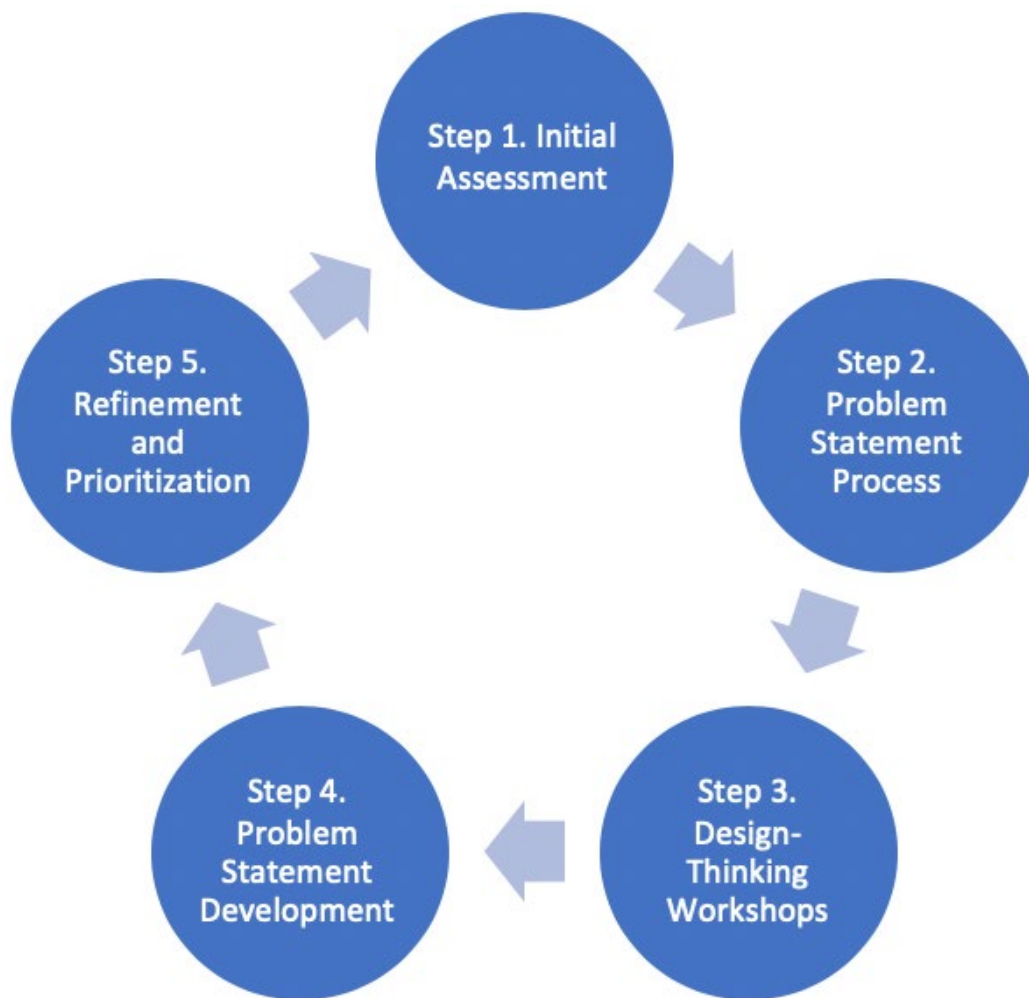 Step 1. Initial
Assessment
Step 2.
Problem
Statement
Process
Step 3.
Design-
Thinking
Workshops
Step 4.
Problem
Statement
Development
Step 5.
Refinement
and
Prioritization